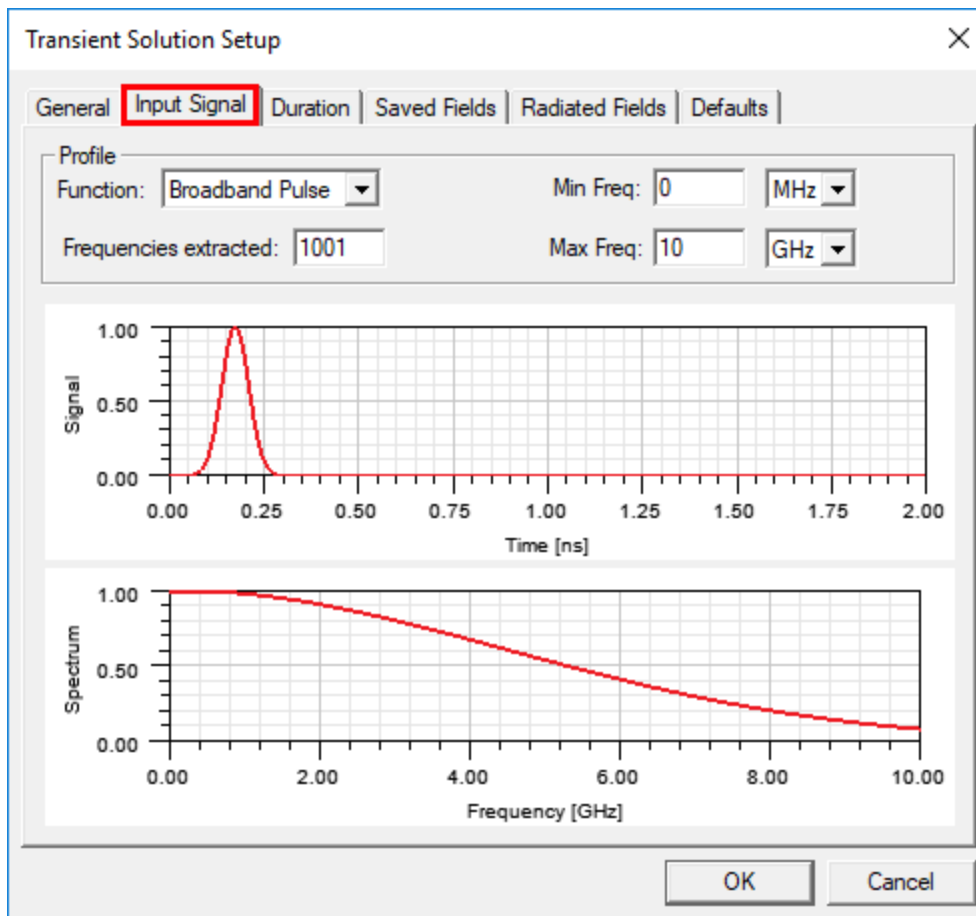 Transient Solution Setup
General Input Signal Duration Saved Fields Radiated Fields Defaults
Profile
Function: Broadband Pulse Min Freq: 0 MHz
Frequencies extracted: 1001 Max Freq: 10 GHz
1.00
0.50
0.00
Signal
0.00 0.25 0.50 0.75 1.00 1.25 1.50 1.75 2.00
Time [ns]
1.00
0.50
0.00
Spectrum
0.00 2.00 4.00 6.00 8.00 10.00
Frequency [GHz]
OK Cancel